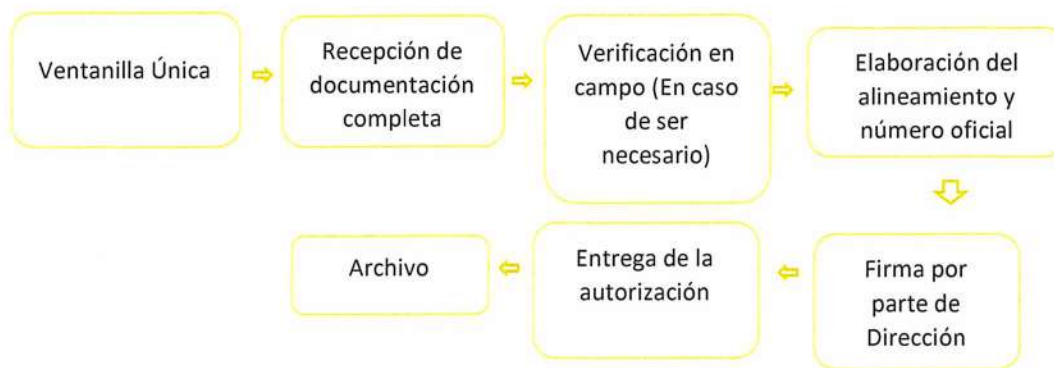 Ventanilla Única
Recepción de
documentación
completa
Verificación en
campo (En caso
de ser
necesario)
Elaboración del
alineamiento y
número oficial
Firma por
parte de
Dirección
Entrega de la
autorización
Archivo